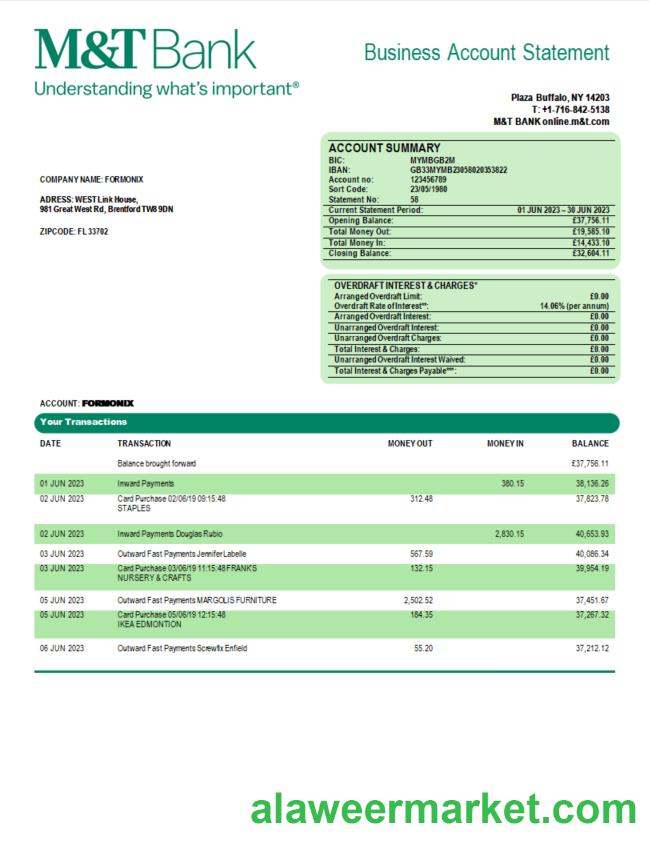 M&T Bank
Understanding what's important®
Business Account Statement
Plaza Buffalo, NY 14203
T: +1-716-842-5138
M&T BANK online.m&t.com
COMPANY NAME: FORMONIX
ADRESS: WEST Link House,
981 Great West Rd, Brentford TW8 9DN
ZIPCODE: FL 33702
ACCOUNT SUMMARY
BIC: MYMBGB2M
IBAN: GB33MYMB23058020353822
Account no: 123456789
Sort Code: 23/05/1980
Statement No: 58
Current Statement Period: 01 JUN 2023 – 30 JUN 2023
Opening Balance: £37,756.11
Total Money Out: £19,585.10
Total Money In: £14,433.10
Closing Balance: £32,604.11
OVERDRAFT INTEREST & CHARGES*
Arranged Overdraft Limit: £0.00
Overdraft Rate of Interest**: 14.06% (per annum)
Arranged Overdraft Interest: £0.00
Unarranged Overdraft Interest: £0.00
Unarranged Overdraft Charges: £0.00
Total Interest & Charges: £0.00
Unarranged Overdraft Interest Waived: £0.00
Total Interest & Charges Payable***: £0.00
ACCOUNT: FORMONIX
Your Transactions
DATE TRANSACTION MONEY OUT MONEY IN BALANCE
Balance brought forward £37,756.11
01 JUN 2023 Inward Payments 380.15 38,136.26
02 JUN 2023 Card Purchase 02/06/19 09:15:48 312.48 37,823.78
STAPLES
02 JUN 2023 Inward Payments Douglas Rubio 2,830.15 40,653.93
03 JUN 2023 Outward Fast Payments Jennifer Labelle 567.59 40,086.34
03 JUN 2023 Card Purchase 03/06/19 11:15:48 FRANKS 132.15 39,954.19
NURSERY & CRAFTS
05 JUN 2023 Outward Fast Payments MARGOLIS FURNITURE 2,502.52 37,451.67
05 JUN 2023 Card Purchase 05/06/19 12:15:48 184.35 37,267.32
IKEA EDMONTION
06 JUN 2023 Outward Fast Payments Screwfix Enfield 55.20 37,212.12
alaweermarket.com